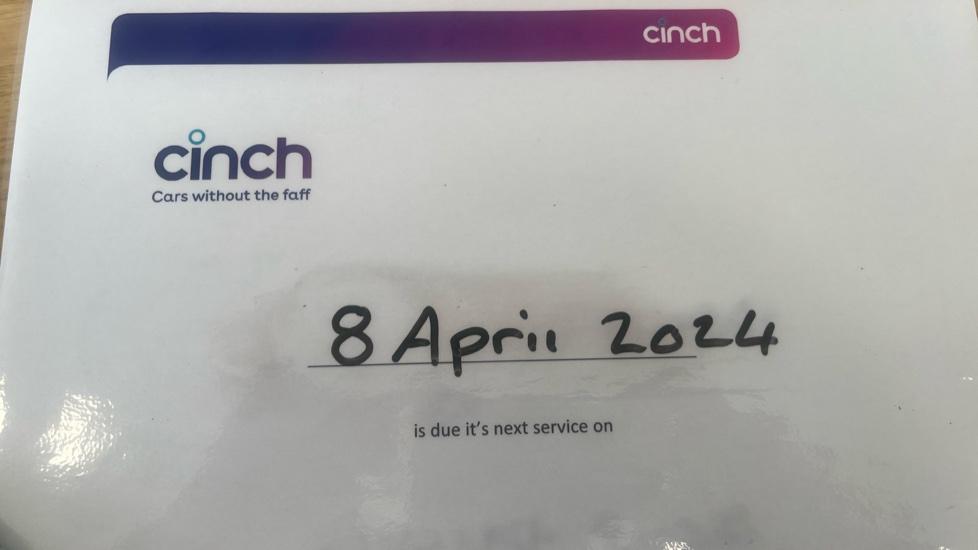 cinch
cinch
Cars without the faff
8 April 2024
is due it's next service on